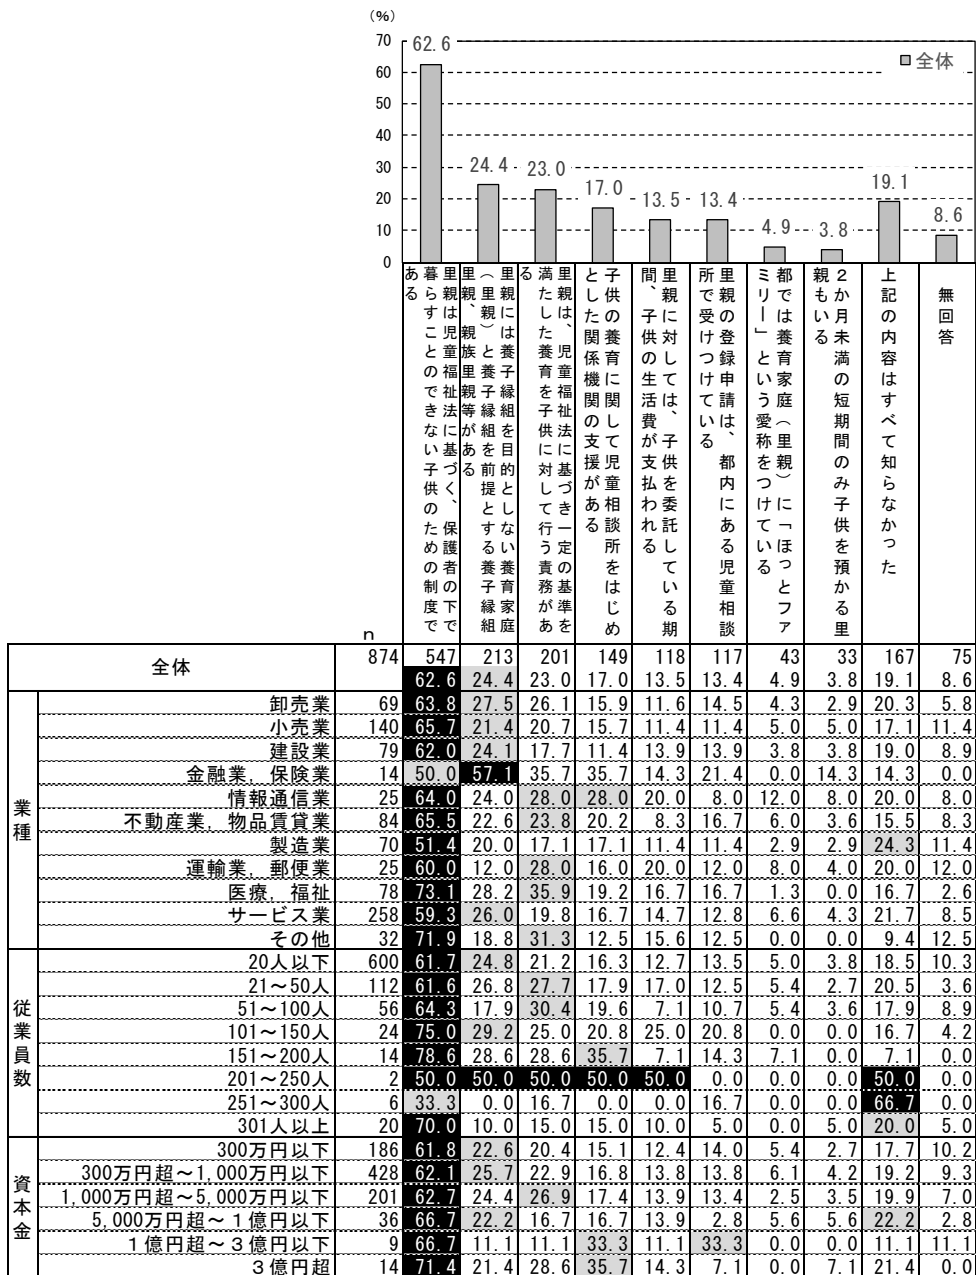 （%）
70
60
50
40
30
20
10
0
62.6
24.4
23.0
17.0
13.5
13.4
4.9
3.8
19.1
8.6
全体
里親は児童福祉法に基づく、保護者の下で
暮らすことのできない子供のための制度で
ある
里親には養子縁組を目的としない養育家庭
（里親）と養子縁組を前提とする養子縁組
里親、親族里親等がある
里親は、児童福祉法に基づき一定の基準を
満たした養育を子供に対して行う責務があ
る
子供の養育に関して児童相談所をはじめ
とした関係機関の支援がある
里親に対しては、子供を委託している期
間、子供の生活費が支払われる
里親の登録申請は、都内にある児童相談
所で受けつけている
都では養育家庭（里親）に「ほっとファ
ミリー」という愛称をつけている
２か月未満の短期間のみ子供を預かる里
親もいる
上記の内容はすべて知らなかった
無回答
n
全体 874 547 213 201 149 118 117 43 33 167 75
62.6 24.4 23.0 17.0 13.5 13.4 4.9 3.8 19.1 8.6
業種
卸売業 69 63.8 27.5 26.1 15.9 11.6 14.5 4.3 2.9 20.3 5.8
小売業 140 65.7 21.4 20.7 15.7 11.4 11.4 5.0 5.0 17.1 11.4
建設業 79 62.0 24.1 17.7 11.4 13.9 13.9 3.8 3.8 19.0 8.9
金融業，保険業 14 50.0 57.1 35.7 35.7 14.3 21.4 0.0 14.3 14.3 0.0
情報通信業 25 64.0 24.0 28.0 28.0 20.0 8.0 12.0 8.0 20.0 8.0
不動産業，物品賃貸業 84 65.5 22.6 23.8 20.2 8.3 16.7 6.0 3.6 15.5 8.3
製造業 70 51.4 20.0 17.1 17.1 11.4 11.4 2.9 2.9 24.3 11.4
運輸業，郵便業 25 60.0 12.0 28.0 16.0 20.0 12.0 8.0 4.0 20.0 12.0
医療，福祉 78 73.1 28.2 35.9 19.2 16.7 16.7 1.3 0.0 16.7 2.6
サービス業 258 59.3 26.0 19.8 16.7 14.7 12.8 6.6 4.3 21.7 8.5
その他 32 71.9 18.8 31.3 12.5 15.6 12.5 0.0 0.0 9.4 12.5
従業員数
20人以下 600 61.7 24.8 21.2 16.3 12.7 13.5 5.0 3.8 18.5 10.3
21～50人 112 61.6 26.8 27.7 17.9 17.0 12.5 5.4 2.7 20.5 3.6
51～100人 56 64.3 17.9 30.4 19.6 7.1 10.7 5.4 3.6 17.9 8.9
101～150人 24 75.0 29.2 25.0 20.8 25.0 20.8 0.0 0.0 16.7 4.2
151～200人 14 78.6 28.6 28.6 35.7 7.1 14.3 7.1 0.0 7.1 0.0
201～250人 2 50.0 50.0 50.0 50.0 50.0 0.0 0.0 0.0 50.0 0.0
251～300人 6 33.3 0.0 16.7 0.0 0.0 16.7 0.0 0.0 66.7 0.0
301人以上 20 70.0 10.0 15.0 15.0 10.0 5.0 0.0 5.0 20.0 5.0
資本金
300万円以下 186 61.8 22.6 20.4 15.1 12.4 14.0 5.4 2.7 17.7 10.2
300万円超～1,000万円以下 428 62.1 25.7 22.9 16.8 13.8 13.8 6.1 4.2 19.2 9.3
1,000万円超～5,000万円以下 201 62.7 24.4 26.9 17.4 13.9 13.4 2.5 3.5 19.9 7.0
5,000万円超～１億円以下 36 66.7 22.2 16.7 16.7 13.9 2.8 5.6 5.6 22.2 2.8
１億円超～３億円以下 9 66.7 11.1 11.1 33.3 11.1 33.3 0.0 0.0 11.1 11.1
３億円超 14 71.4 21.4 28.6 35.7 14.3 7.1 0.0 7.1 21.4 0.0